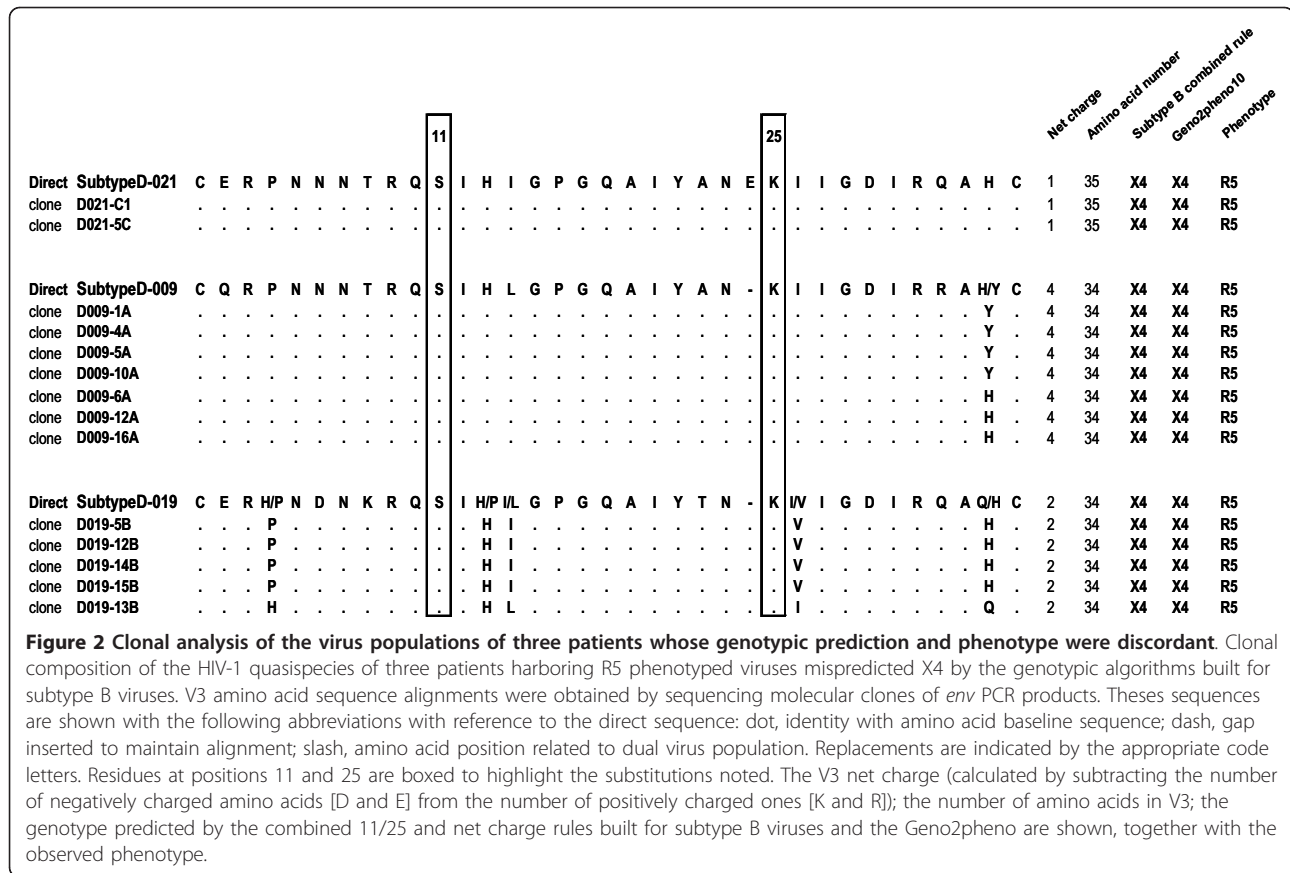 Net charge
Amino acid number
Subtype B combined rule
Geno2pheno10
Phenotype
11 25
Direct SubtypeD-021 C E R P N N N T R Q S I H I G P G Q A I Y A N E K I I G D I R Q A H C 1 35 X4 X4 R5
clone D021-C1 . . . . . . . . . . . . . . . . . . . . . . . . . . . . . . . . . . . 1 35 X4 X4 R5
clone D021-5C . . . . . . . . . . . . . . . . . . . . . . . . . . . . . . . . . . . 1 35 X4 X4 R5
Direct SubtypeD-009 C Q R P N N N T R Q S I H L G P G Q A I Y A N - K I I G D I R R A H/Y C 4 34 X4 X4 R5
clone D009-1A . . . . . . . . . . . . . . . . . . . . . . . . . . . . . . . . . Y . 4 34 X4 X4 R5
clone D009-4A . . . . . . . . . . . . . . . . . . . . . . . . . . . . . . . . . Y . 4 34 X4 X4 R5
clone D009-5A . . . . . . . . . . . . . . . . . . . . . . . . . . . . . . . . . Y . 4 34 X4 X4 R5
clone D009-10A . . . . . . . . . . . . . . . . . . . . . . . . . . . . . . . . . Y . 4 34 X4 X4 R5
clone D009-6A . . . . . . . . . . . . . . . . . . . . . . . . . . . . . . . . . H . 4 34 X4 X4 R5
clone D009-12A . . . . . . . . . . . . . . . . . . . . . . . . . . . . . . . . . H . 4 34 X4 X4 R5
clone D009-16A . . . . . . . . . . . . . . . . . . . . . . . . . . . . . . . . . H . 4 34 X4 X4 R5
Direct SubtypeD-019 C E R H/P N D N K R Q S I H/P I/L G P G Q A I Y T N - K I/V I G D I R Q A Q/H C 2 34 X4 X4 R5
clone D019-5B . . . P . . . . . . . . H I . . . . . . . . . . . V . . . . . . . H . 2 34 X4 X4 R5
clone D019-12B . . . P . . . . . . . . H I . . . . . . . . . . . V . . . . . . . H . 2 34 X4 X4 R5
clone D019-14B . . . P . . . . . . . . H I . . . . . . . . . . . V . . . . . . . H . 2 34 X4 X4 R5
clone D019-15B . . . P . . . . . . . . H I . . . . . . . . . . . V . . . . . . . H . 2 34 X4 X4 R5
clone D019-13B . . . H . . . . . . . . H L . . . . . . . . . . . I . . . . . . . Q . 2 34 X4 X4 R5
Figure 2 Clonal analysis of the virus populations of three patients whose genotypic prediction and phenotype were discordant. Clonal
composition of the HIV-1 quasispecies of three patients harboring R5 phenotyped viruses mispredicted X4 by the genotypic algorithms built for
subtype B viruses. V3 amino acid sequence alignments were obtained by sequencing molecular clones of env PCR products. Theses sequences
are shown with the following abbreviations with reference to the direct sequence: dot, identity with amino acid baseline sequence; dash, gap
inserted to maintain alignment; slash, amino acid position related to dual virus population. Replacements are indicated by the appropriate code
letters. Residues at positions 11 and 25 are boxed to highlight the substitutions noted. The V3 net charge (calculated by subtracting the number
of negatively charged amino acids [D and E] from the number of positively charged ones [K and R]); the number of amino acids in V3; the
genotype predicted by the combined 11/25 and net charge rules built for subtype B viruses and the Geno2pheno are shown, together with the
observed phenotype.